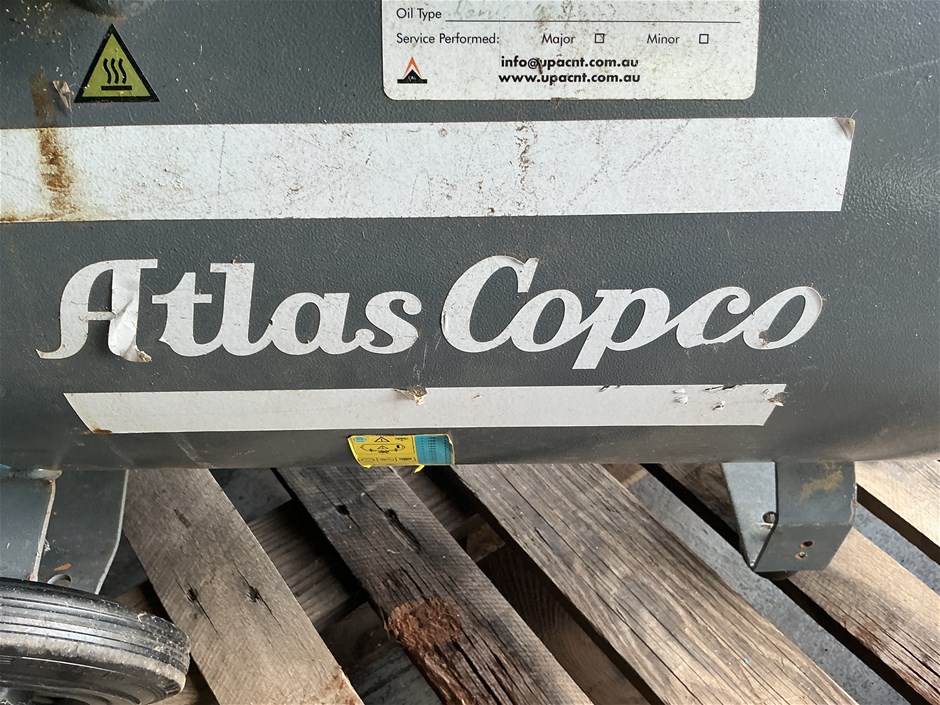 Oil Type
Service Performed: Major Minor
info@upacnt.com.au
www.upacnt.com.au
Atlas Copco